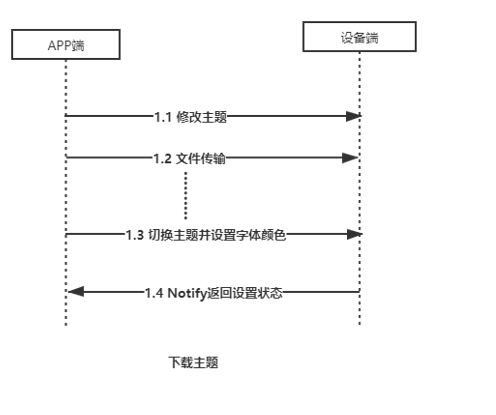 APP端
设备端
1.1 修改主题
1.2 文件传输
1.3 切换主题并设置字体颜色
1.4 Notify返回设置状态
下载主题